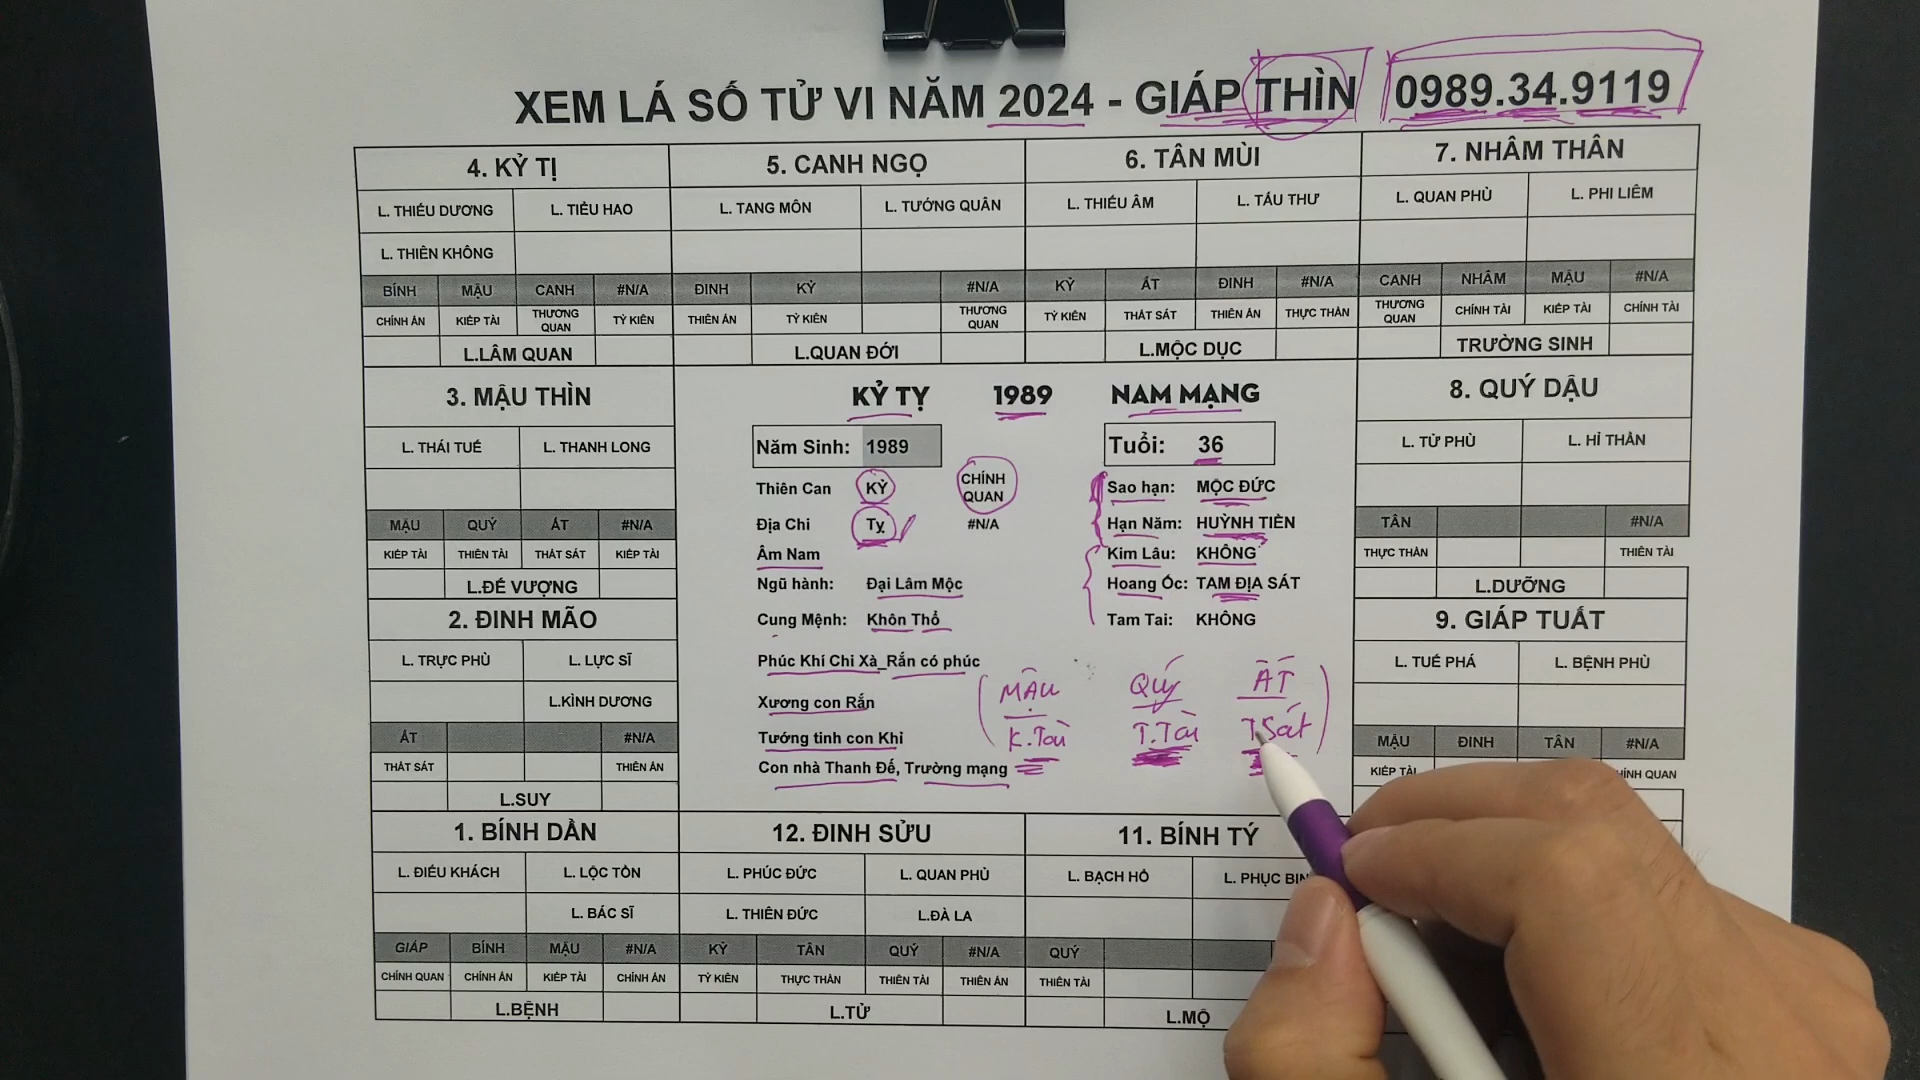 XEM LÁ SỐ TỬ VI NĂM 2024 - GIÁP THÌN 0989.34.9119
4. KỶ TỊ
L. THIẾU DƯƠNG L. TIỂU HAO
L. THIÊN KHÔNG
BÍNH MẬU CANH #N/A
CHÍNH ẤN KIẾP TÀI THƯƠNG QUAN TỶ KIÊN
L.LÂM QUAN
5. CANH NGỌ
L. TANG MÔN L. TƯỚNG QUÂN
ĐINH KỶ #N/A
THIÊN ẤN TỶ KIÊN THƯƠNG QUAN
L.QUAN ĐỚI
6. TÂN MÙI
L. THIẾU ÂM L. TẤU THƯ
KỶ ẤT ĐINH #N/A
TỶ KIÊN THẤT SÁT THIÊN ẤN THỰC THẦN
L.MỘC DỤC
7. NHÂM THÂN
L. QUAN PHÙ L. PHI LIÊM
CANH NHÂM MẬU #N/A
THƯƠNG QUAN CHÍNH TÀI KIẾP TÀI CHÍNH TÀI
TRƯỜNG SINH
3. MẬU THÌN
L. THÁI TUẾ L. THANH LONG
MẬU QUÝ ẤT #N/A
KIẾP TÀI THIÊN TÀI THẤT SÁT KIẾP TÀI
L.ĐẾ VƯỢNG
KỶ TỴ 1989 NAM MẠNG
Năm Sinh: 1989 Tuổi: 36
Thiên Can KỶ CHÍNH QUAN Sao hạn: MỘC ĐỨC
Địa Chi Tỵ #N/A Hạn Năm: HUỲNH TIỀN
Âm Nam Kim Lâu: KHÔNG
Ngũ hành: Đại Lâm Mộc Hoang Ốc: TAM ĐỊA SÁT
Cung Mệnh: Khôn Thổ Tam Tai: KHÔNG
Phúc Khí Chi Xà_Rắn có phúc
Xương con Rắn
Tướng tinh con Khỉ
Con nhà Thanh Đế, Trường mạng
MẬU QUÝ ẤT
K.Tài T.Tài T.Sát
8. QUÝ DẬU
L. TỬ PHÙ L. HỈ THẦN
TÂN #N/A
THỰC THẦN THIÊN TÀI
L.DƯỠNG
2. ĐINH MÃO
L. TRỰC PHÙ L. LỰC SĨ
L.KÌNH DƯƠNG
ẤT #N/A
THẤT SÁT THIÊN ẤN
L.SUY
9. GIÁP TUẤT
L. TUẾ PHÁ L. BỆNH PHÙ
MẬU ĐINH TÂN #N/A
KIẾP TÀI QUAN
1. BÍNH DẦN
L. ĐIẾU KHÁCH L. LỘC TỒN
L. BÁC SĨ
GIÁP BÍNH MẬU #N/A
CHÍNH QUAN CHÍNH ẤN KIẾP TÀI CHÍNH ẤN
L.BỆNH
12. ĐINH SỬU
L. PHÚC ĐỨC L. QUAN PHỦ
L. THIÊN ĐỨC L.ĐÀ LA
KỶ TÂN QUÝ #N/A
TỶ KIÊN THỰC THẦN THIÊN TÀI THIÊN ẤN
L.TỬ
11. BÍNH TÝ
L. BẠCH HỔ L. PHỤC
QUÝ
THIÊN TÀI
L.MỘ